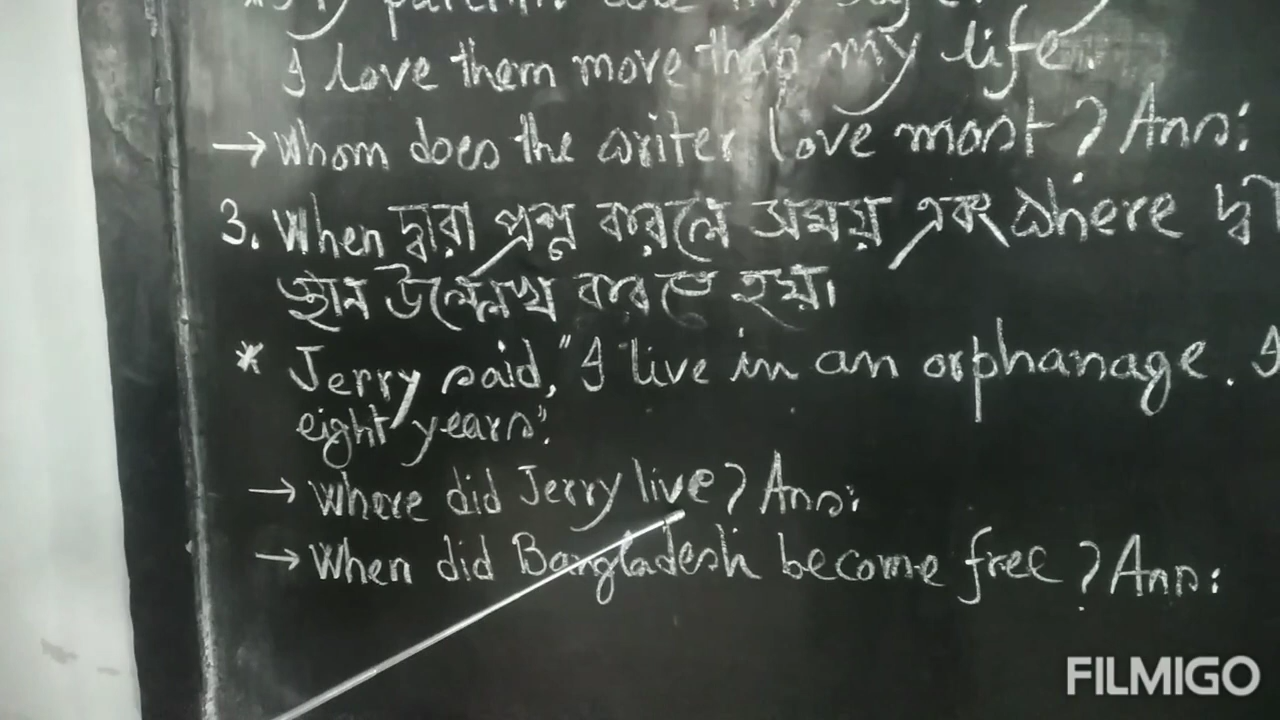 my parents
I love them more than my life.
→ Whom does the writer love most? Ans:
3. When দ্বারা প্রশ্ন করলে সময় এবং Where দ্বা
স্থান উল্লেখ করতে হয়।
* Jerry said, "I live in an orphanage. I
eight years".
→ Where did Jerry live? Ans:
→ When did Bangladesh become free? Ans:
FILMIGO